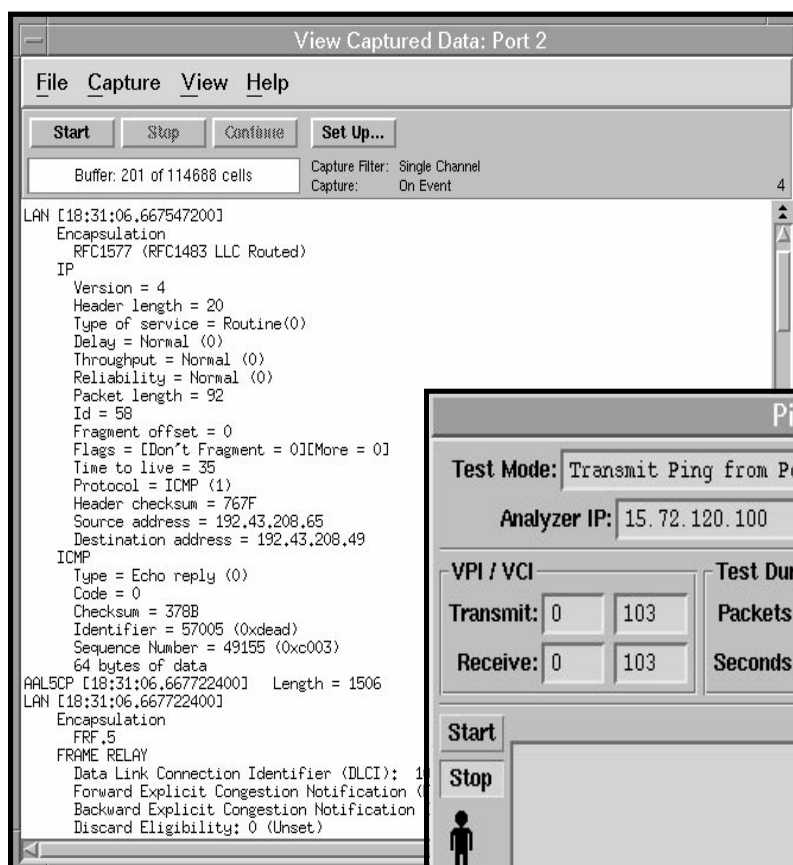 View Captured Data: Port 2
File Capture View Help
Start Stop Continue Set Up...
Buffer: 201 of 114688 cells
Capture Filter: Single Channel
Capture: On Event
4
LAN [18:31:06.667547200]
Encapsulation
RFC1577 (RFC1483 LLC Routed)
IP
Version = 4
Header length = 20
Type of service = Routine(0)
Delay = Normal (0)
Throughput = Normal (0)
Reliability = Normal (0)
Packet length = 92
Id = 58
Fragment offset = 0
Flags = [Don't Fragment = 0][More = 0]
Time to live = 35
Protocol = ICMP (1)
Header checksum = 767F
Source address = 192.43.208.65
Destination address = 192.43.208.49
ICMP
Type = Echo reply (0)
Code = 0
Checksum = 378B
Identifier = 57005 (0xdead)
Sequence Number = 49155 (0xc003)
64 bytes of data
AAL5CP [18:31:06.667722400] Length = 1506
LAN [18:31:06.667722400]
Encapsulation
FRF.5
FRAME RELAY
Data Link Connection Identifier (DLCI):
Forward Explicit Congestion Notification
Backward Explicit Congestion Notification
Discard Eligibility: 0 (Unset)
Test Mode: Transmit Ping from
Analyzer IP: 15.72.120.100
VPI / VCI
Transmit: 0 103
Receive: 0 103
Test
Packets
Seconds
Start
Stop